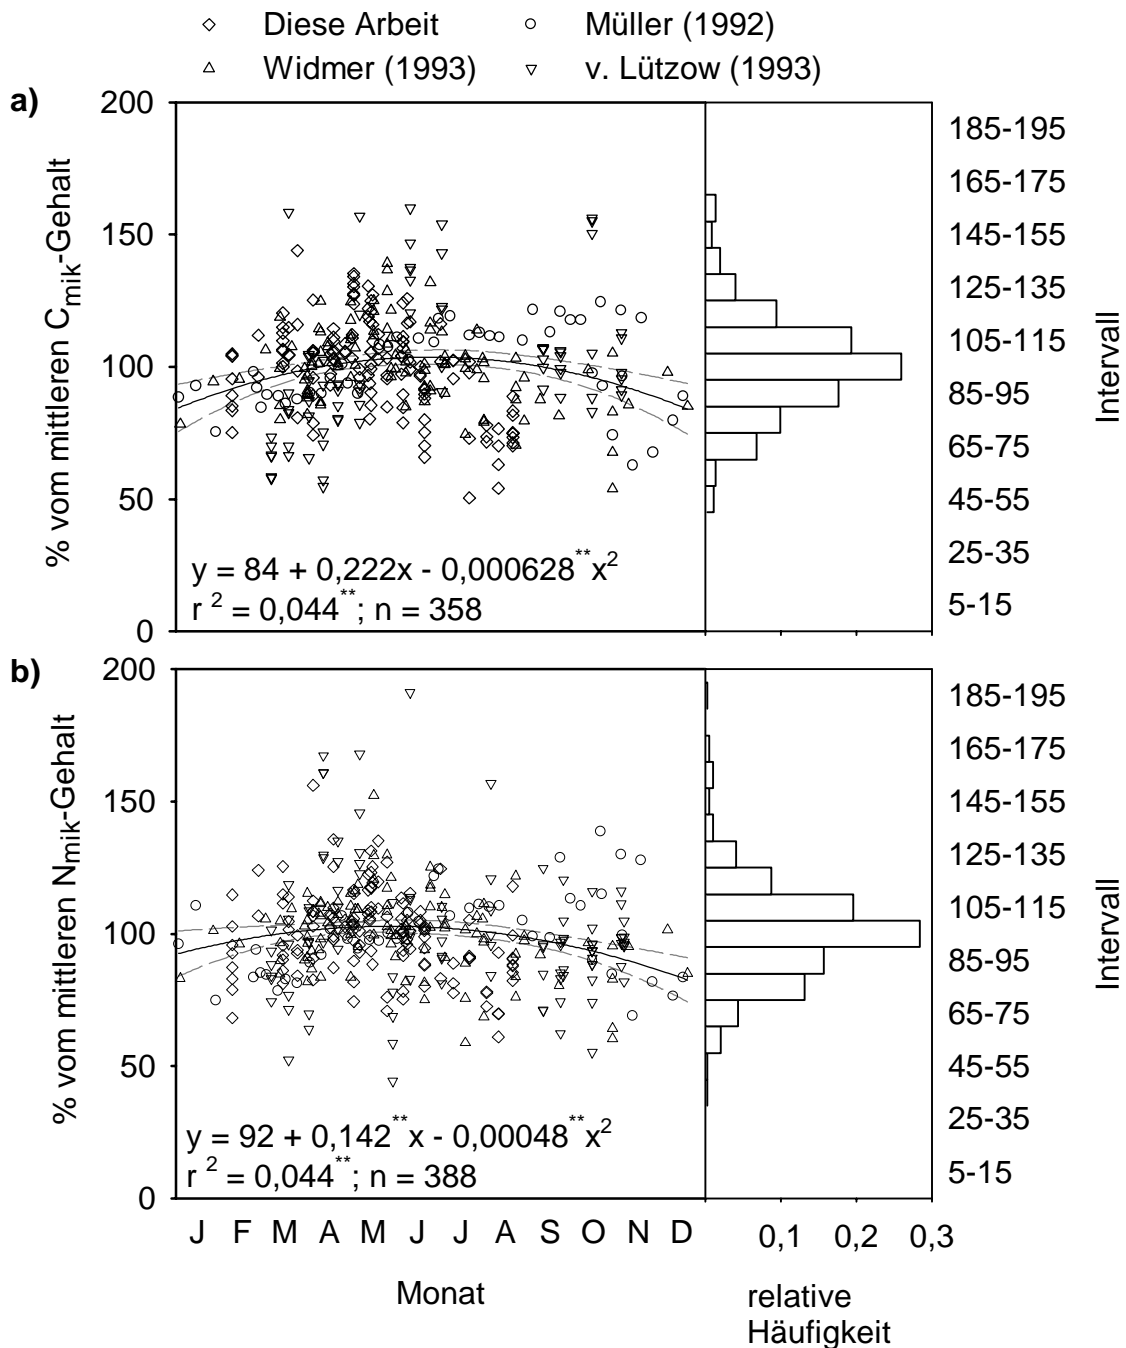 Diese Arbeit Müller (1992)
Widmer (1993) v. Lützow (1993)
a)
% vom mittleren Cmik-Gehalt
200
150
100
50
0
y = 84 + 0,222x - 0,000628**x²
r ² = 0,044**; n = 358
185-195
165-175
145-155
125-135
105-115
85-95
65-75
45-55
25-35
5-15
Intervall
b)
% vom mittleren Nmik-Gehalt
200
150
100
50
0
y = 92 + 0,142**x - 0,00048**x²
r ² = 0,044**; n = 388
185-195
165-175
145-155
125-135
105-115
85-95
65-75
45-55
25-35
5-15
Intervall
J F M A M J J A S O N D
0,1 0,2 0,3
Monat
relative
Häufigkeit